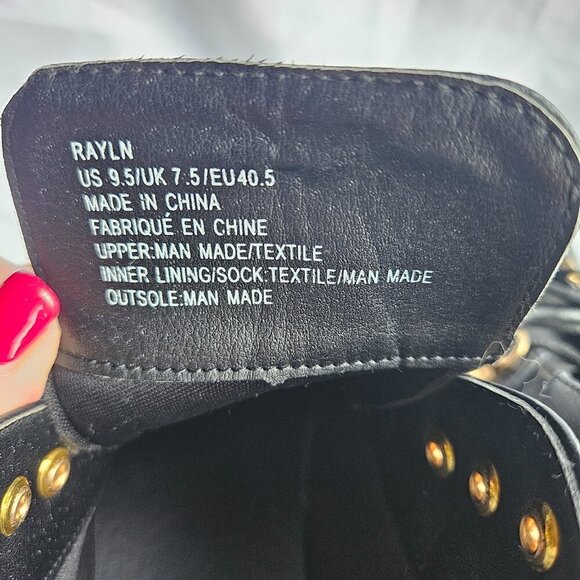 RAYLN
US 9.5/UK 7.5/EU40.5
MADE iN CHINA
FABRIQUÉ EN CHINE
UPPER:MAN MADE/TEXTILE
INNER LINING/SOCK:TEXTILE/MAN MADE
OUTSOLE:MAN MADE